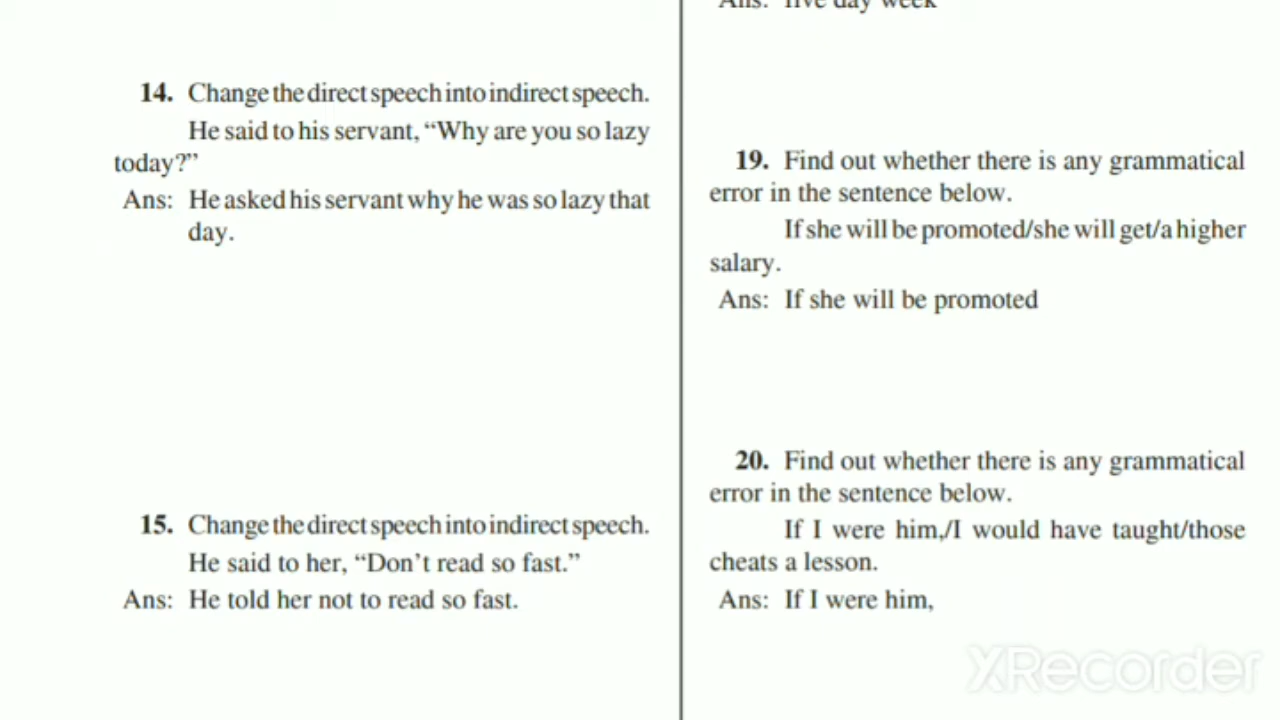 14. Change the direct speech into indirect speech.
He said to his servant, “Why are you so lazy
today?”
Ans: He asked his servant why he was so lazy that
day.
15. Change the direct speech into indirect speech.
He said to her, “Don’t read so fast.”
Ans: He told her not to read so fast.
Ans: five day week
19. Find out whether there is any grammatical
error in the sentence below.
If she will be promoted/she will get/a higher
salary.
Ans: If she will be promoted
20. Find out whether there is any grammatical
error in the sentence below.
If I were him,/I would have taught/those
cheats a lesson.
Ans: If I were him,
XRecorder